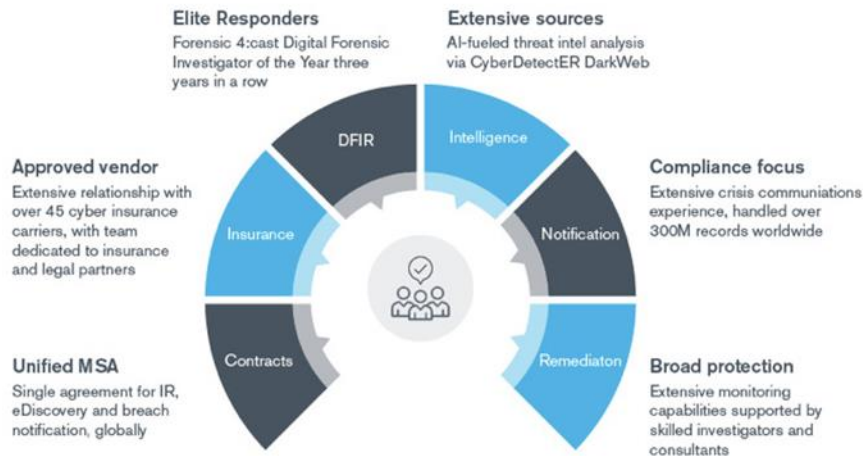 Elite Responders
Forensic 4:cast Digital Forensic
Investigator of the Year three
years in a row
Extensive sources
AI-fueled threat intel analysis
via CyberDetectER DarkWeb
DFIR
Intelligence
Approved vendor
Extensive relationship with
over 45 cyber insurance
carriers, with team
dedicated to insurance
and legal partners
Insurance
Notification
Compliance focus
Extensive crisis communiations
experience, handled over
300M records worldwide
Unified MSA
Single agreement for IR,
eDiscovery and breach
notification, globally
Contracts
Remediaton
Broad protection
Extensive monitoring
capabilities supported by
skilled investigators and
consultants